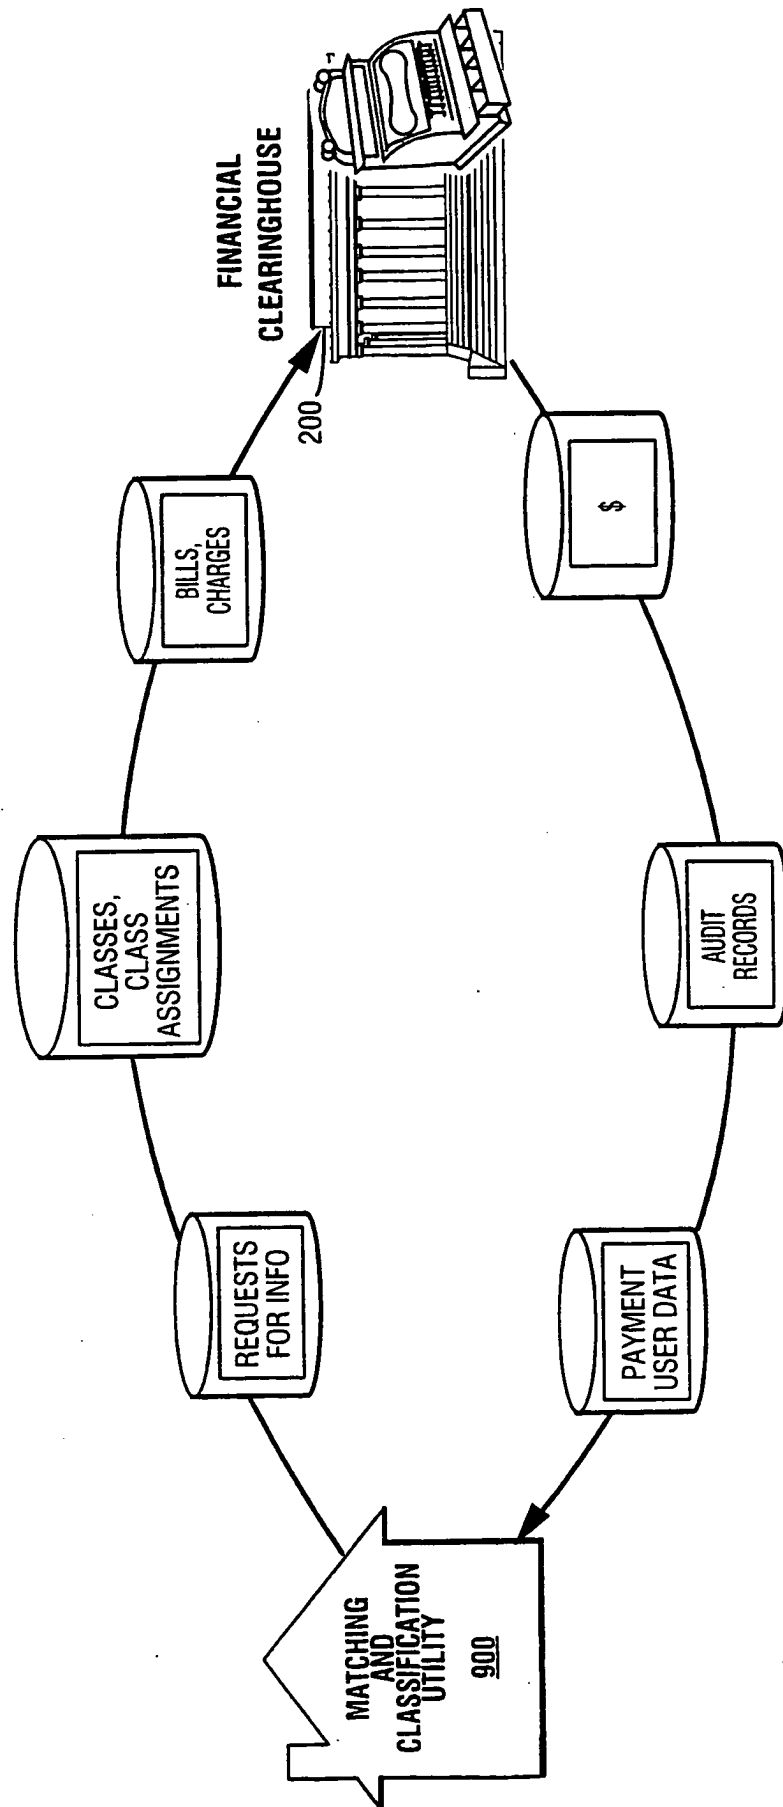 FINANCIAL
CLEARINGHOUSE
200
BILLS,
CHARGES
CLASSES,
CLASS
ASSIGNMENTS
REQUESTS
FOR INFO
MATCHING
AND
CLASSIFICATION
UTILITY
900
$
AUDIT
RECORDS
PAYMENT
USER DATA